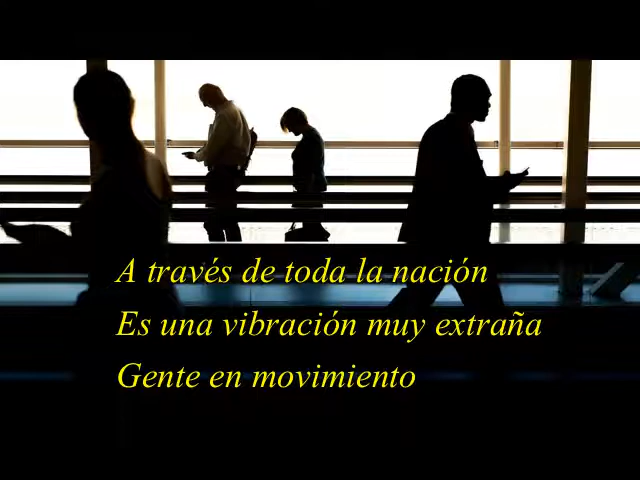 A través de toda la nación
Es una vibración muy extraña
Gente en movimiento